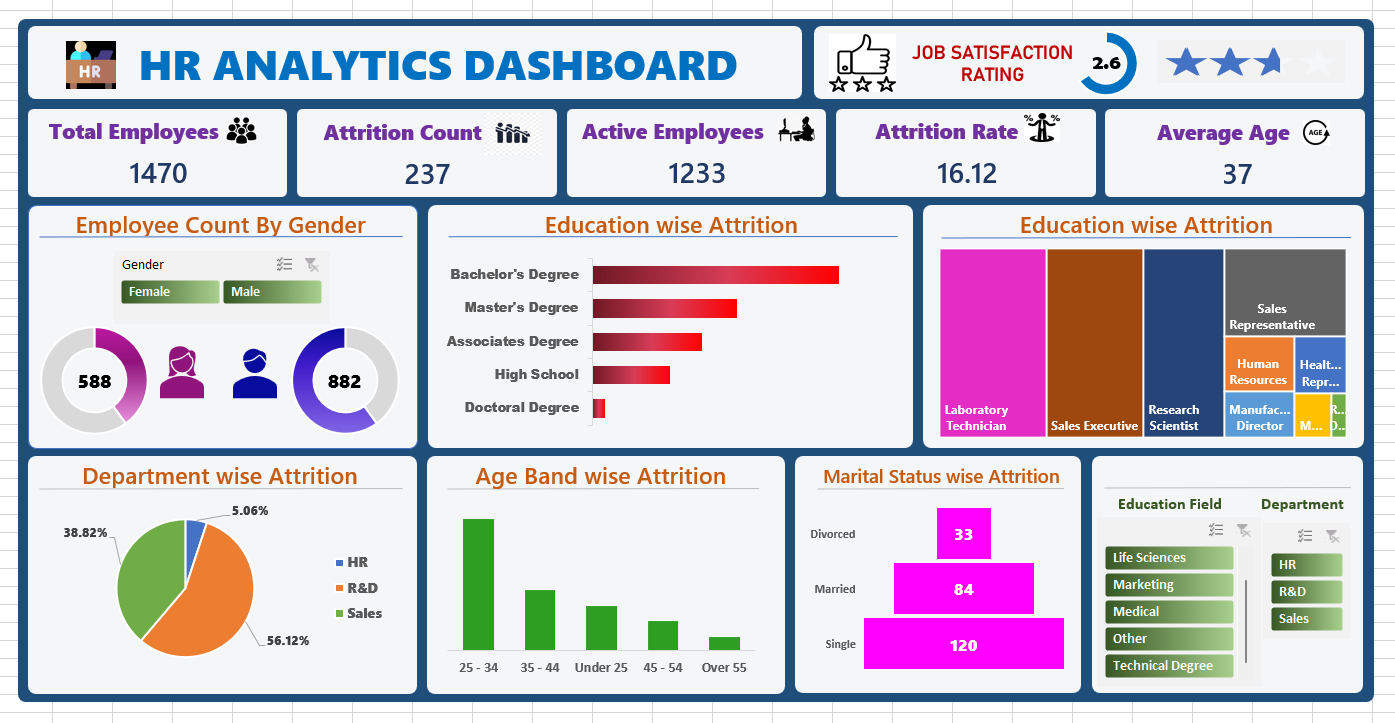 HR
HR ANALYTICS DASHBOARD
JOB SATISFACTION
RATING
2.6
Total Employees
1470
Attrition Count
237
Active Employees
1233
% %
Attrition Rate
16.12
Average Age
AGE
37
Employee Count By Gender
Gender
Female
Male
588
882
Education wise Attrition
Bachelor's Degree
Master's Degree
Associates Degree
High School
Doctoral Degree
Education wise Attrition
Laboratory
Technician
Sales Executive
Research
Scientist
Sales
Representative
Human
Resources
Healt...
Repr...
Manufac...
Director
M...
R...
D...
Department wise Attrition
5.06%
38.82%
56.12%
HR
R&D
Sales
Age Band wise Attrition
25 - 34
35 - 44
Under 25
45 - 54
Over 55
Marital Status wise Attrition
Divorced
33
Married
84
Single
120
Education Field
Life Sciences
Marketing
Medical
Other
Technical Degree
Department
HR
R&D
Sales